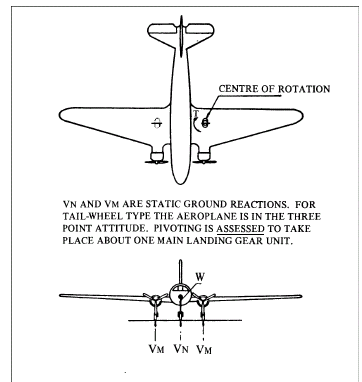 CENTRE OF ROTATION
T
VN AND VM ARE STATIC GROUND REACTIONS. FOR
TAIL-WHEEL TYPE THE AEROPLANE IS IN THE THREE
POINT ATTITUDE. PIVOTING IS ASSESSED TO TAKE
PLACE ABOUT ONE MAIN LANDING GEAR UNIT.
W
VM VN VM